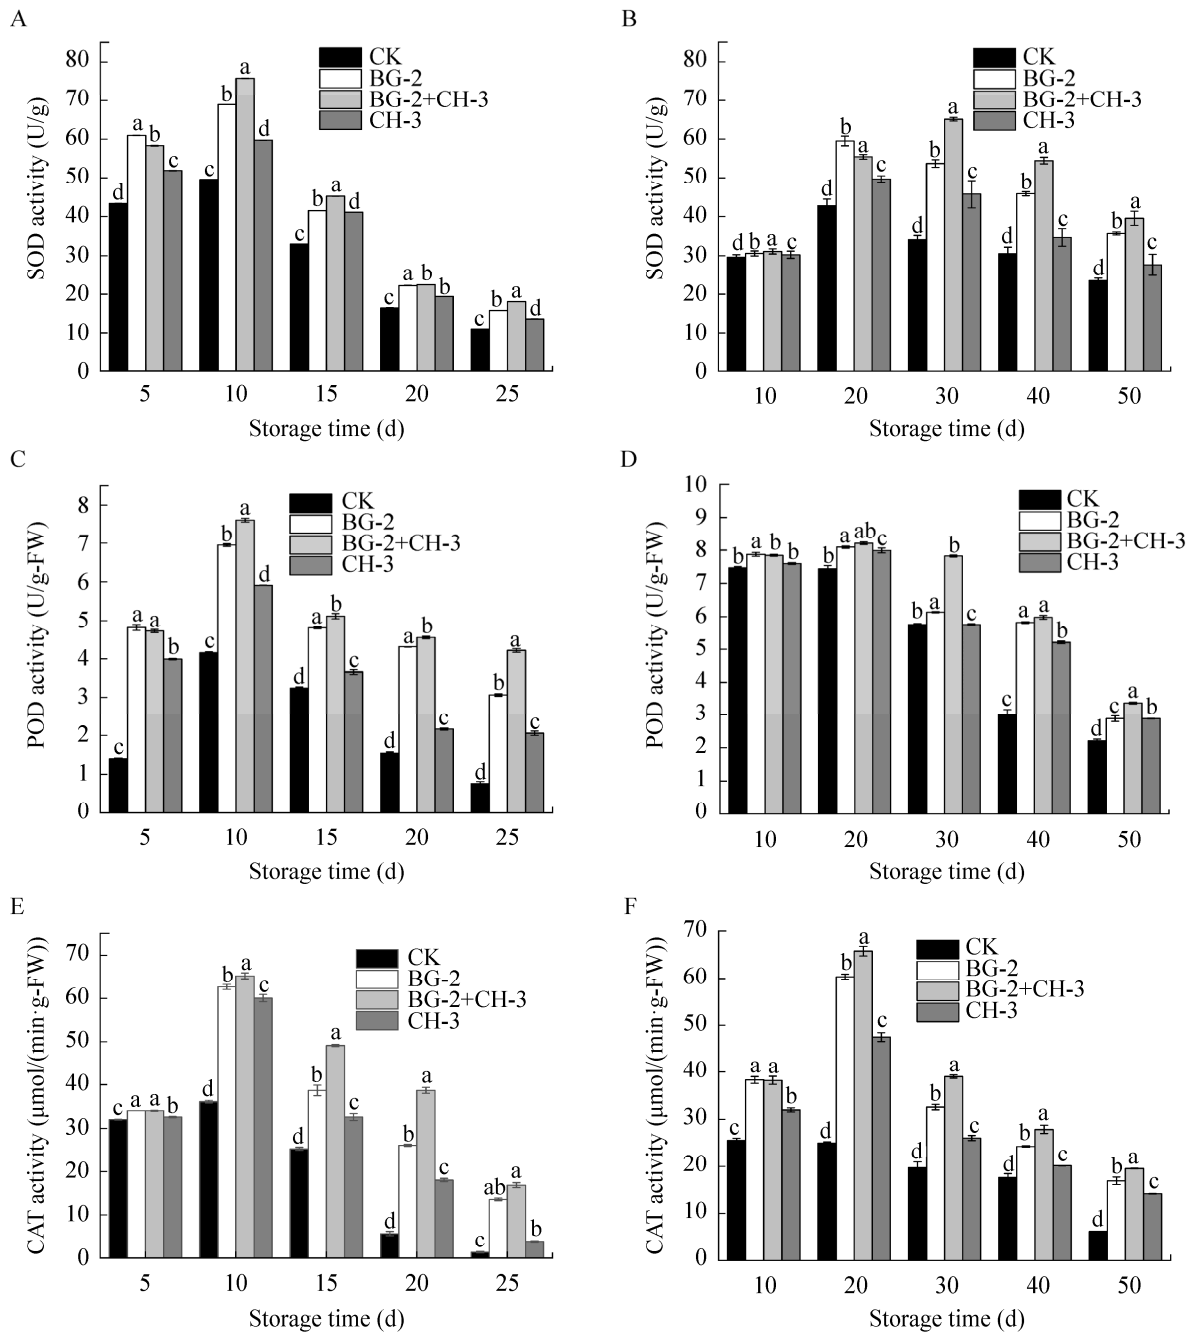 A
SOD activity (U/g)
80
70
60
50
40
30
20
10
0
CK
BG-2
BG-2+CH-3
CH-3
d a b c
c b a d
c b a d
c a b b
c b a d
5 10 15 20 25
Storage time (d)
B
SOD activity (U/g)
80
70
60
50
40
30
20
10
0
CK
BG-2
BG-2+CH-3
CH-3
d b a c
d b a c
d b a c
c b a c
d b a c
10 20 30 40 50
Storage time (d)
C
POD activity (U/g-FW)
8
7
6
5
4
3
2
1
0
CK
BG-2
BG-2+CH-3
CH-3
c a a b
c b a d
d a b c
d a b c
d b a c
5 10 15 20 25
Storage time (d)
D
POD activity (U/g-FW)
10
9
8
7
6
5
4
3
2
1
0
CK
BG-2
BG-2+CH-3
CH-3
b a b b
b a ab c
b a b c
c a a b
d c a b
10 20 30 40 50
Storage time (d)
E
CAT activity (μmol/(min·g-FW))
70
60
50
40
30
20
10
0
CK
BG-2
BG-2+CH-3
CH-3
c a a b
d b a c
d b a c
d b a c
c ab a b
5 10 15 20 25
Storage time (d)
F
CAT activity (μmol/(min·g-FW))
70
60
50
40
30
20
10
0
CK
BG-2
BG-2+CH-3
CH-3
c a a b
d b a c
d b a c
d b a c
d b a c
10 20 30 40 50
Storage time (d)